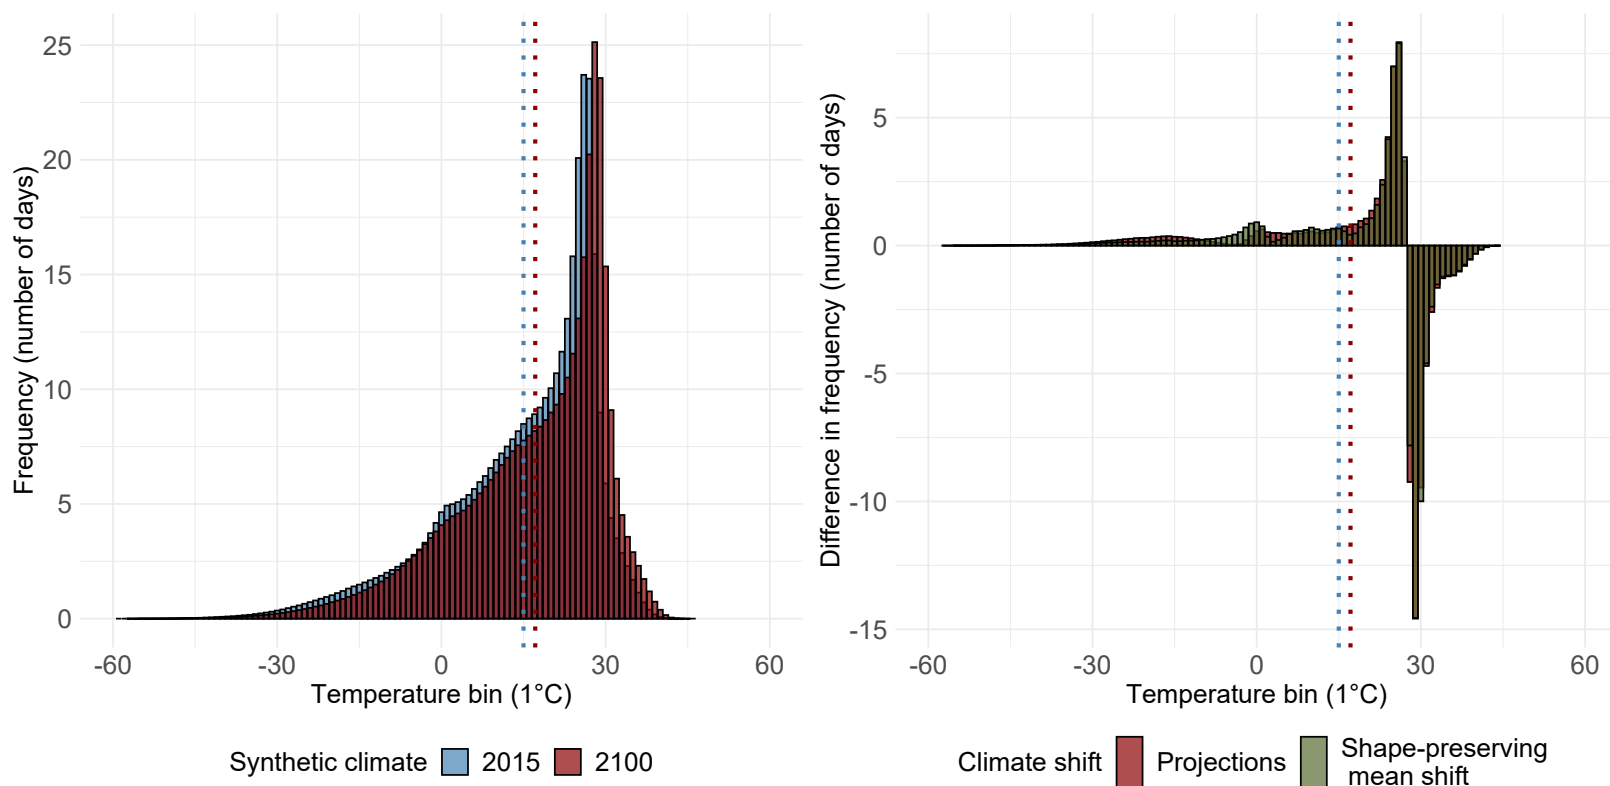 Frequency (number of days)
25
20
15
10
5
0
-60
-30
0
30
60
Temperature bin (1°C)
Synthetic climate
2015
2100
Difference in frequency (number of days)
5
0
-5
-10
-15
-60
-30
0
30
60
Temperature bin (1°C)
Climate shift
Projections
Shape-preserving
mean shift